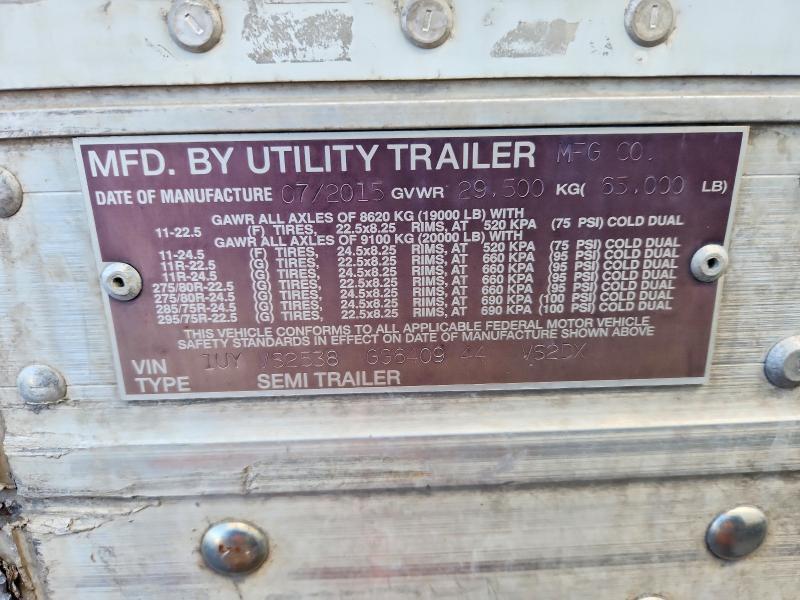 MFD. BY UTILITY TRAILER MFG CO.
DATE OF MANUFACTURE 07/2015 GVWR 29,500 KG( 65,000 LB)
GAWR ALL AXLES OF 8620 KG (19000 LB) WITH
11-22.5 (F) TIRES, 22.5x8.25 RIMS, AT 520 KPA (75 PSI) COLD DUAL
GAWR ALL AXLES OF 9100 KG (20000 LB) WITH
11-24.5 (F) TIRES, 24.5x8.25 RIMS, AT 520 KPA (75 PSI) COLD DUAL
11R-22.5 (G) TIRES, 22.5x8.25 RIMS, AT 660 KPA (95 PSI) COLD DUAL
11R-24.5 (G) TIRES, 24.5x8.25 RIMS, AT 660 KPA (95 PSI) COLD DUAL
275/80R-22.5 (G) TIRES, 22.5x8.25 RIMS, AT 660 KPA (95 PSI) COLD DUAL
275/80R-24.5 (G) TIRES, 24.5x8.25 RIMS, AT 660 KPA (95 PSI) COLD DUAL
285/75R-24.5 (G) TIRES, 24.5x8.25 RIMS, AT 690 KPA (100 PSI) COLD DUAL
295/75R-22.5 (G) TIRES, 22.5x8.25 RIMS, AT 690 KPA (100 PSI) COLD DUAL
THIS VEHICLE CONFORMS TO ALL APPLICABLE FEDERAL MOTOR VEHICLE
SAFETY STANDARDS IN EFFECT ON DATE OF MANUFACTURE SHOWN ABOVE
VIN 1UY VS2538 GG6409 44 VS2DX
TYPE SEMI TRAILER